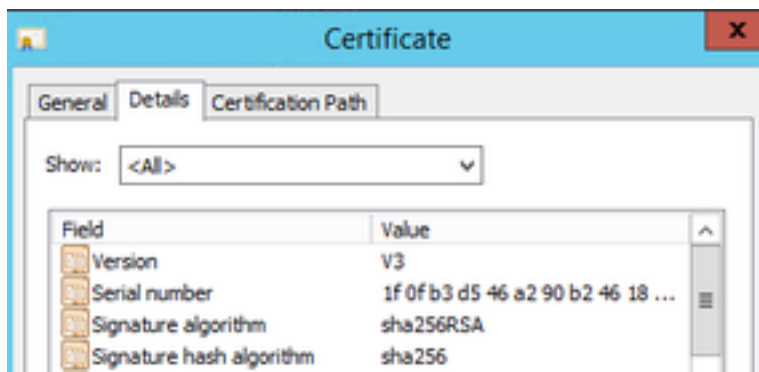 Certificate
x
General Details Certification Path
Show: <All>
Field Value
Version V3
Serial number 1f 0f b3 d5 46 a2 90 b2 46 18 ...
Signature algorithm sha256RSA
Signature hash algorithm sha256